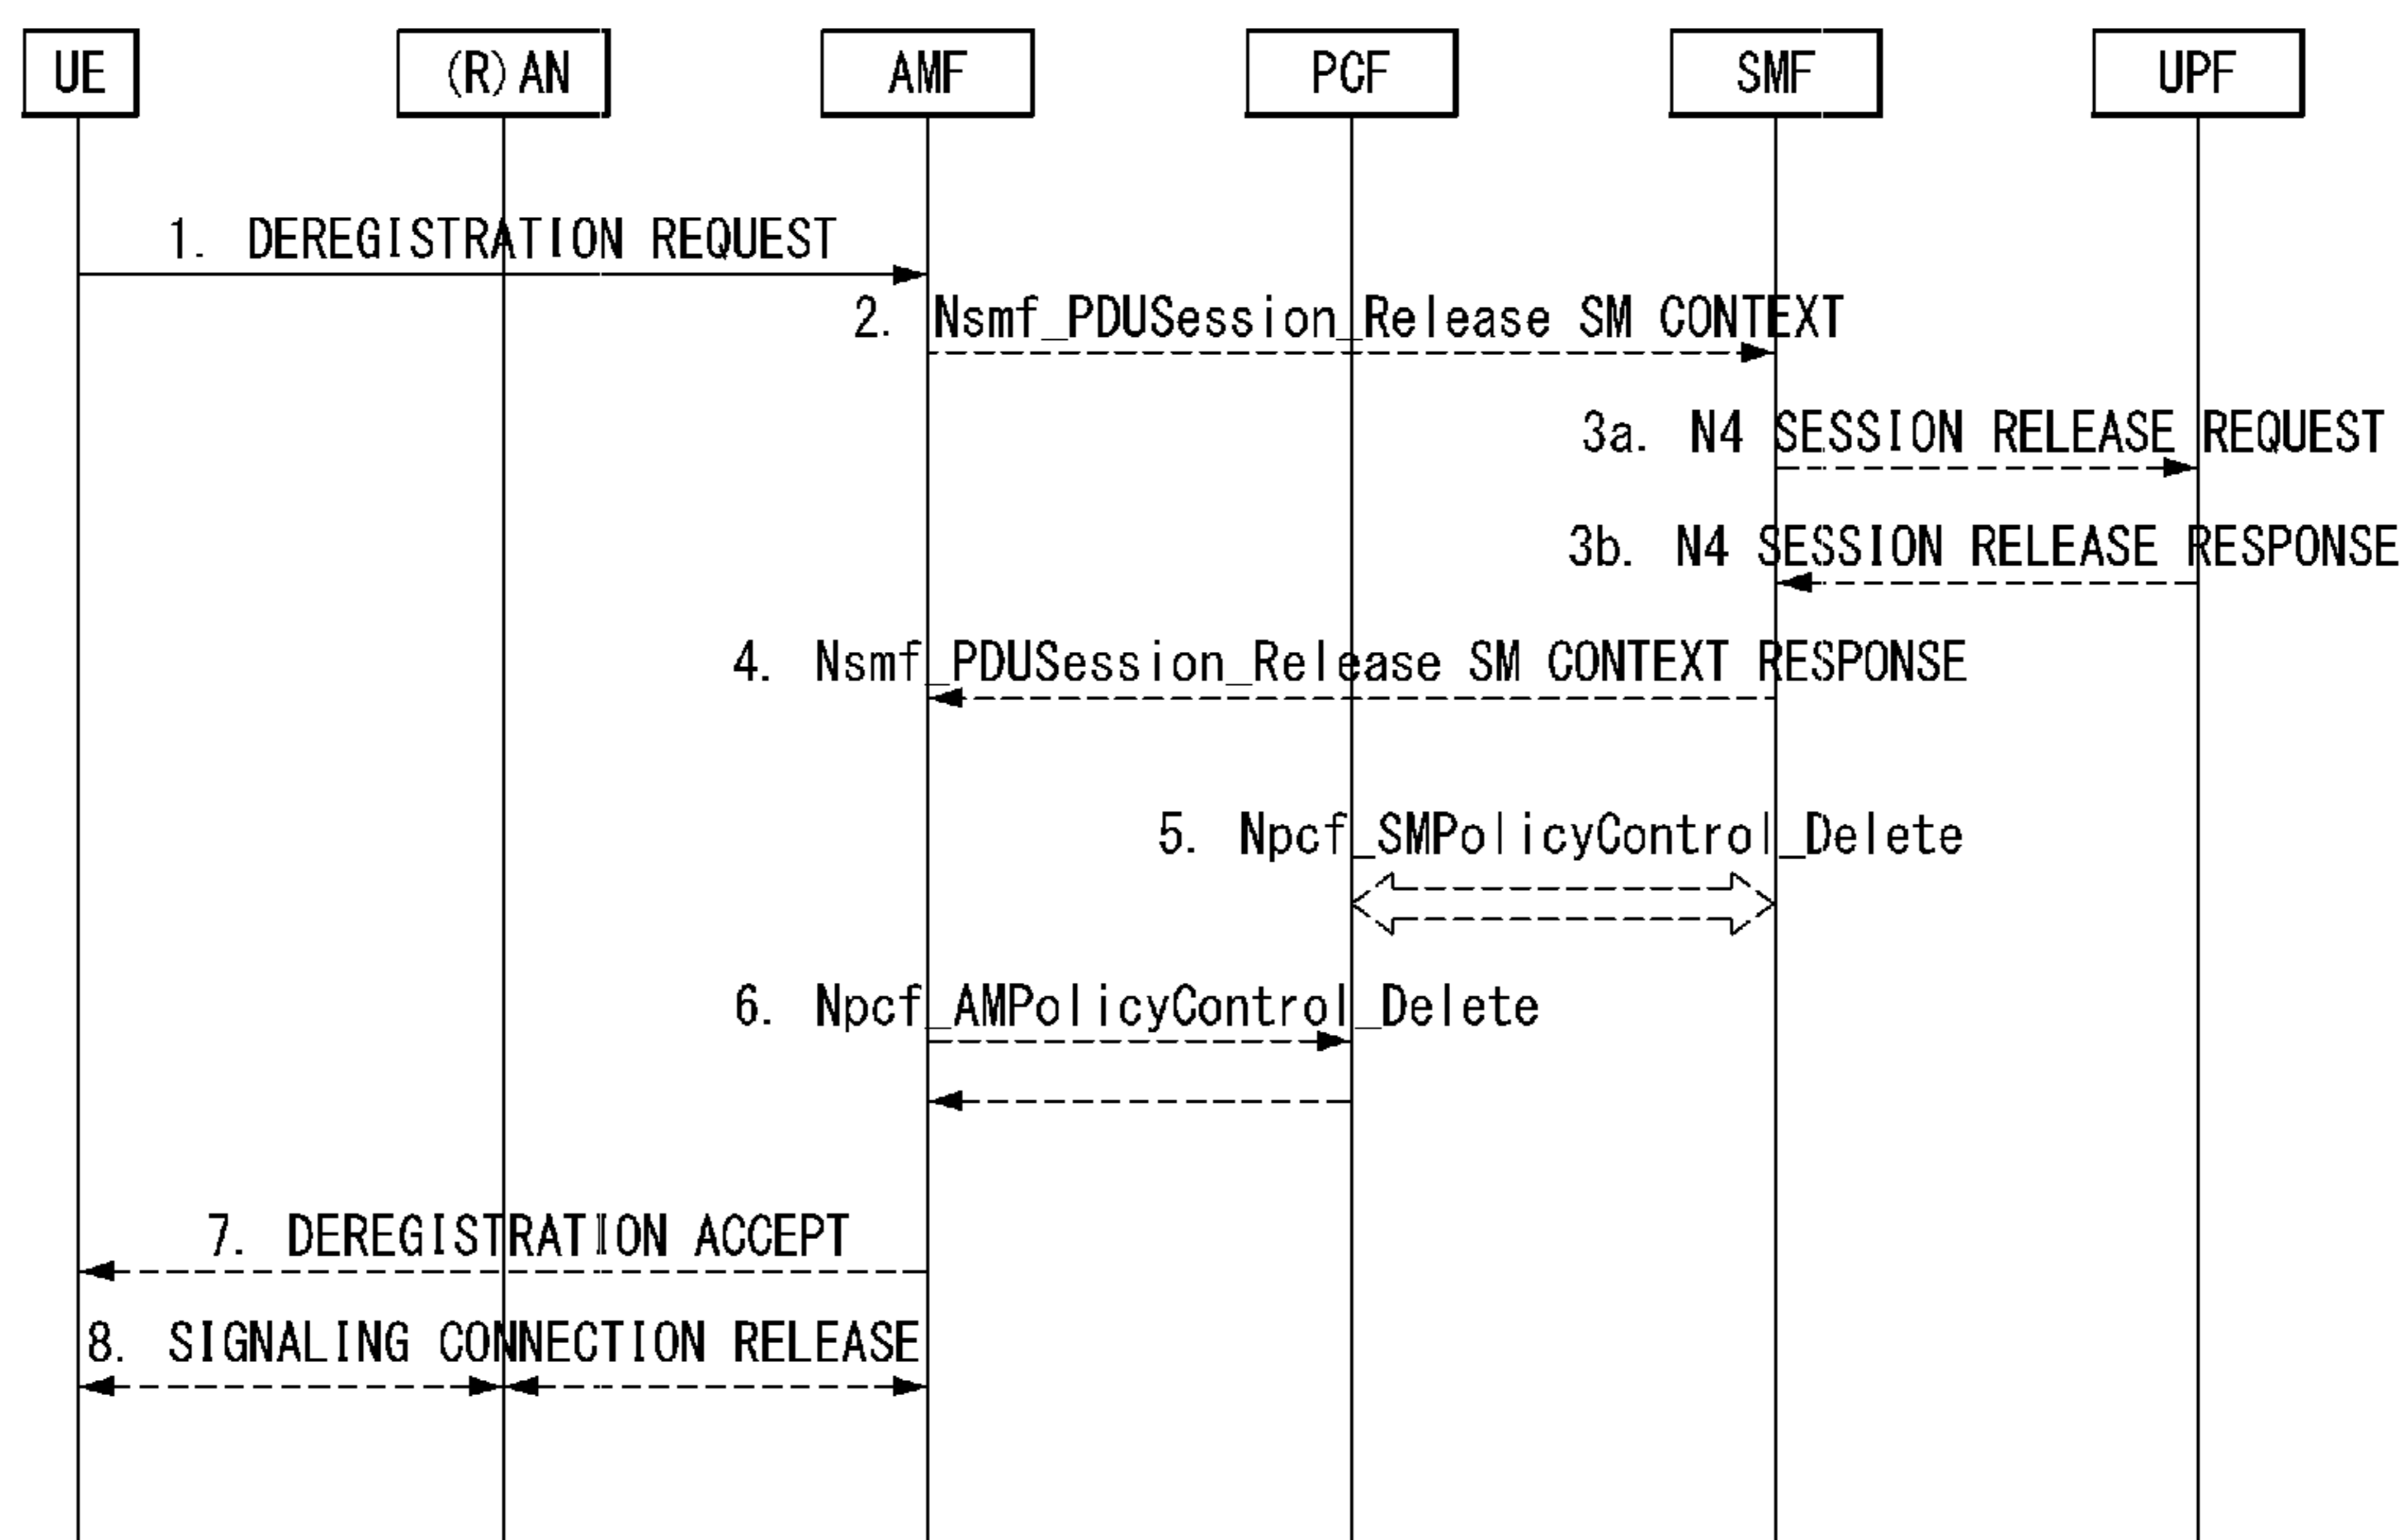 UE
(R)AN
AMF
PCF
SMF
UPF
1. DEREGISTRATION REQUEST
2. Nsmf_PDUSession_Release SM CONTEXT
3a. N4 SESSION RELEASE REQUEST
3b. N4 SESSION RELEASE RESPONSE
4. Nsmf_PDUSession_Release SM CONTEXT RESPONSE
5. Npcf_SMPolicyControl_Delete
6. Npcf_AMPolicyControl_Delete
7. DEREGISTRATION ACCEPT
8. SIGNALING CONNECTION RELEASE